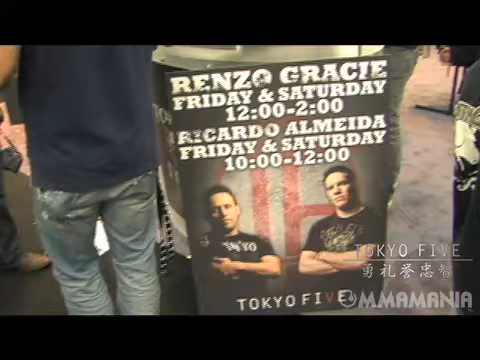 RENZO GRACIE
FRIDAY & SATURDAY
12:00-2:00
RICARDO ALMEIDA
FRIDAY & SATURDAY
10:00-12:00
TOKYO
TOKYO FIVE
TOKYO FIVE
勇礼誉忠智
MMAMANIA